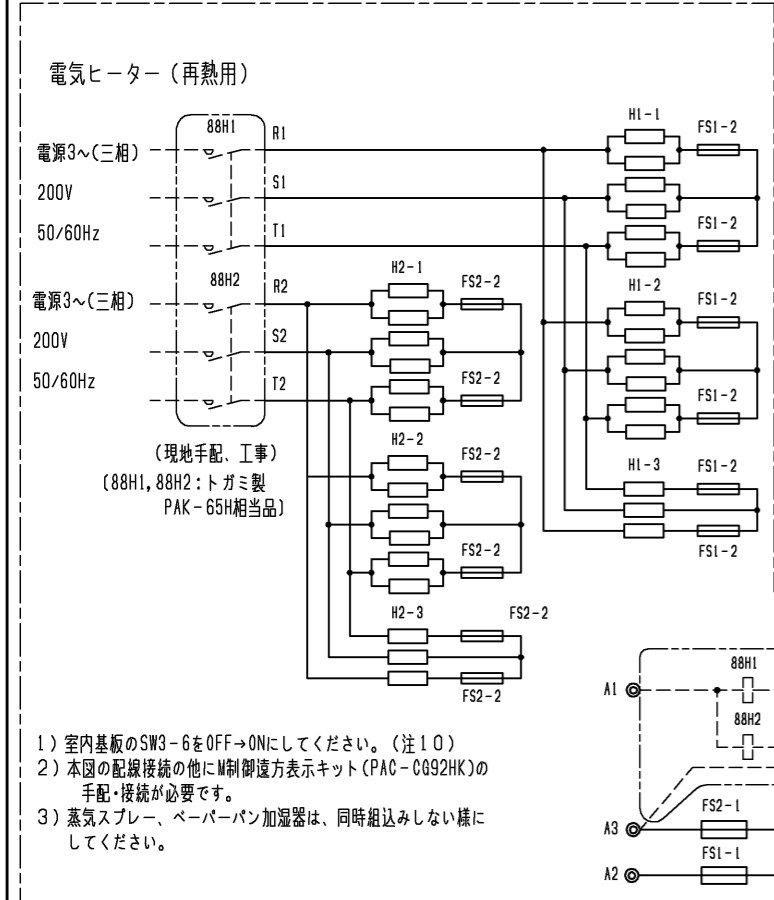 電気ヒーター(再熱用)
電源3~(三相)
200V
50/60Hz
88H1
R1
S1
T1
電源3~(三相)
200V
50/60Hz
88H2
R2
S2
T2
(現地手配、工事)
(88H1,88H2:トガミ製
PAK-65H相当品)
H2-1
FS2-2
FS2-2
H2-2
FS2-2
FS2-2
H2-3
FS2-2
FS2-2
H1-1
FS1-2
FS1-2
H1-2
FS1-2
FS1-2
H1-3
FS1-2
FS1-2
88H1
A1
88H2
FS2-1
A3
FS1-1
A2
1)室内基板のSW3-6をOFF→ONにしてください。(注10)
2)本図の配線接続の他にM制御遠方表示キット(PAC-CG92HK)の
手配・接続が必要です。
3)蒸気スプレー、ペーパーパン加湿器は、同時組込みしない様に
してください。